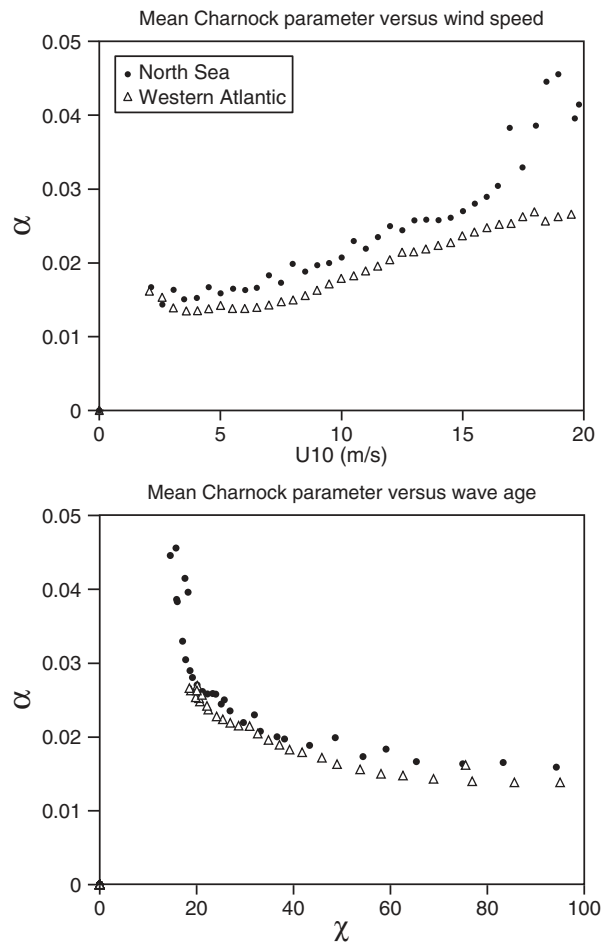 Mean Charnock parameter versus wind speed
0.05
North Sea
Western Atlantic
0.04
0.03
α
0.02
0.01
0
0 5 10 15 20
U10 (m/s)
Mean Charnock parameter versus wave age
0.05
0.04
0.03
α
0.02
0.01
0
0 20 40 60 80 100
χ